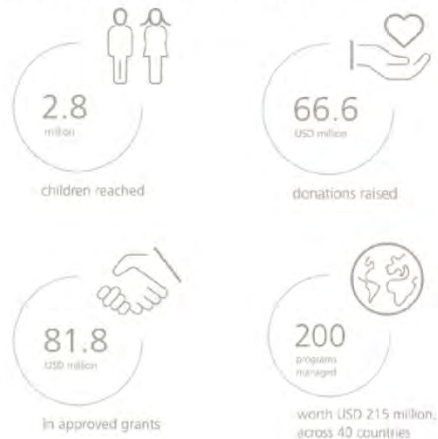 2.8
million
children reached
66.6
USD million
donations raised
81.8
USD million
in approved grants
200
programs
managed
worth USD 215 million,
across 40 countries